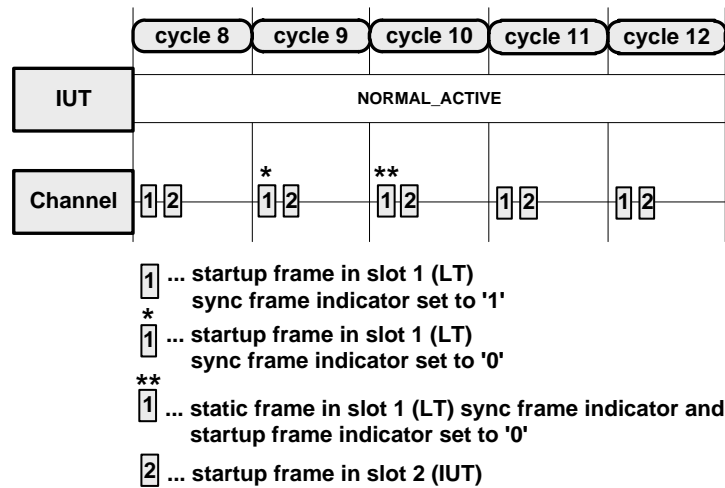 cycle 8 cycle 9 cycle 10 cycle 11 cycle 12
IUT NORMAL_ACTIVE
* **
Channel 1 2 1 2 1 2 1 2 1 2
1 ... startup frame in slot 1 (LT)
sync frame indicator set to '1'
*
1 ... startup frame in slot 1 (LT)
sync frame indicator set to '0'
**
1 ... static frame in slot 1 (LT) sync frame indicator and
startup frame indicator set to '0'
2 ... startup frame in slot 2 (IUT)